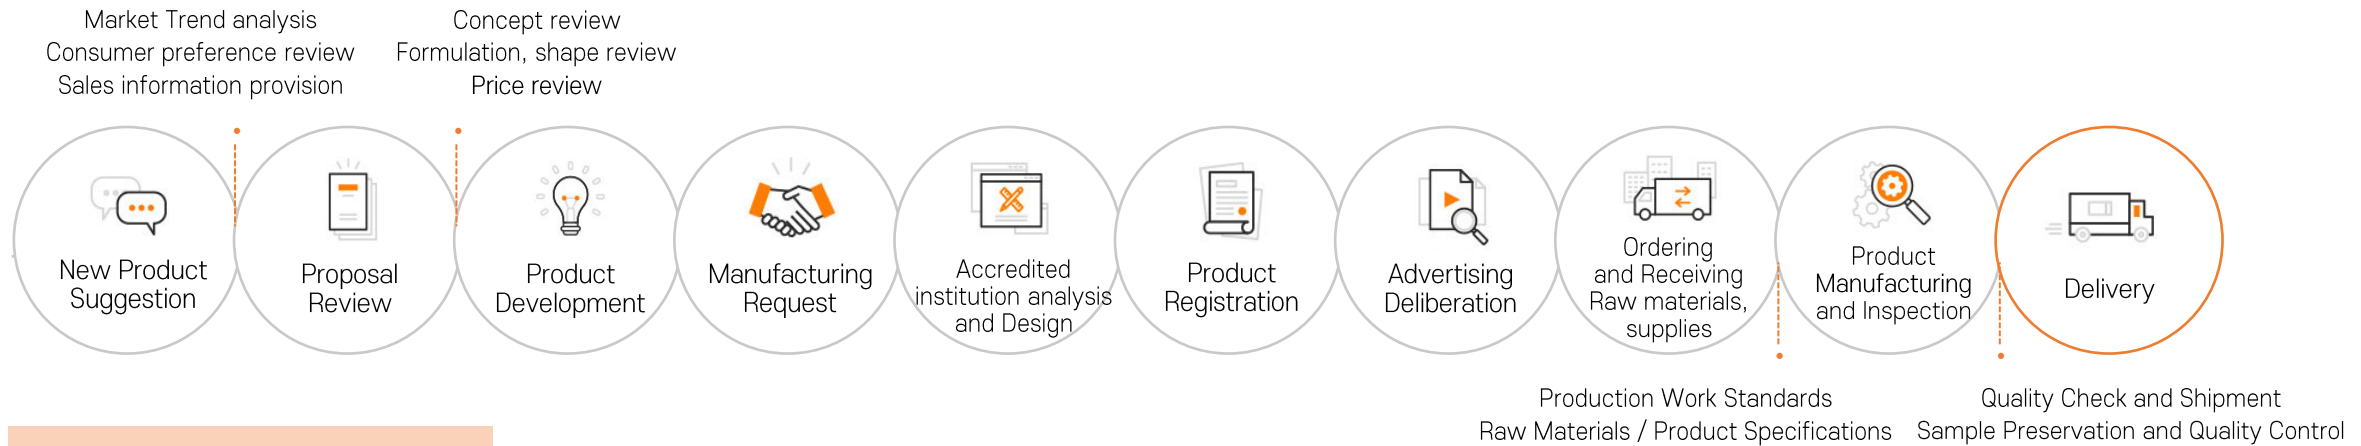 Market Trend analysis
Consumer preference review
Sales information provision
Concept review
Formulation, shape review
Price review
New Product
Suggestion
Proposal
Review
Product
Development
Manufacturing
Request
Accredited
institution analysis
and Design
Product
Registration
Advertising
Deliberation
Ordering
and Receiving
Raw materials,
supplies
Product
Manufacturing
and Inspection
Delivery
Production Work Standards
Raw Materials / Product Specifications
Quality Check and Shipment
Sample Preservation and Quality Control